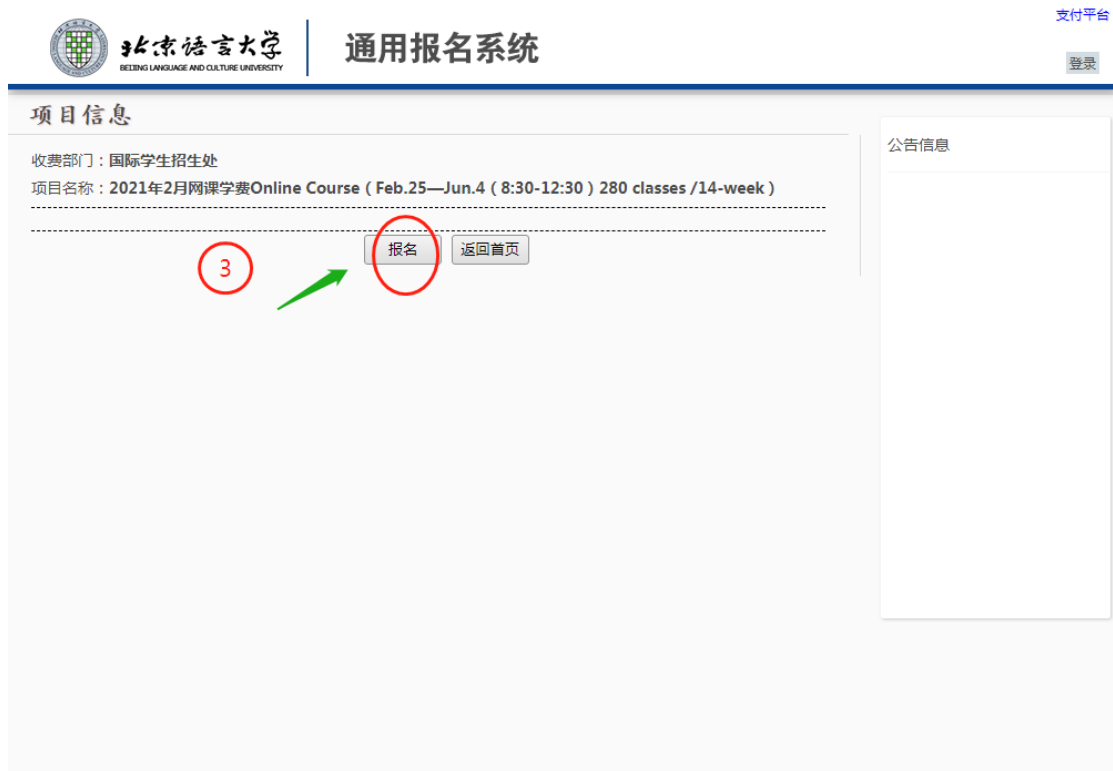 支付平台
北京语言大学
BEIJING LANGUAGE AND CULTURE UNIVERSITY
通用报名系统
登录
项目信息
收费部门：国际学生招生处
项目名称：2021年2月网课学费Online Course（Feb.25—Jun.4（8:30-12:30）280 classes /14-week）
报名 返回首页
3
公告信息